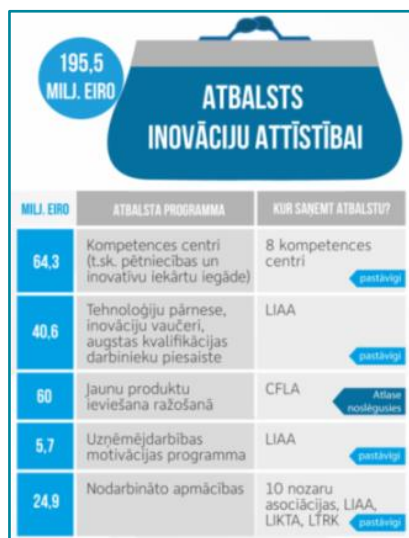 195,5
MILJ. EIRO
ATBALSTS
INOVĀCIJU ATTĪSTĪBAI
MILJ. EIRO
ATBALSTA PROGRAMMA
KUR SAŅEMT ATBALSTU?
64,3
Kompetences centri
(t.sk. pētniecības un
inovatīvu iekārtu iegāde)
8 kompetences
centri
pastāvīgi
40,6
Tehnoloģiju pārnese,
inovāciju vaučeri,
augstas kvalifikācijas
darbinieku piesaiste
LIAA
pastāvīgi
60
Jaunu produktu
ieviešana ražošanā
CFLA
Atlase
noslēgusies
5,7
Uzņēmējdarbības
motivācijas programma
LIAA
pastāvīgi
24,9
Nodarbināto apmācības
10 nozaru
asociācijas, LIAA,
LIKTA, LTRK
pastāvīgi